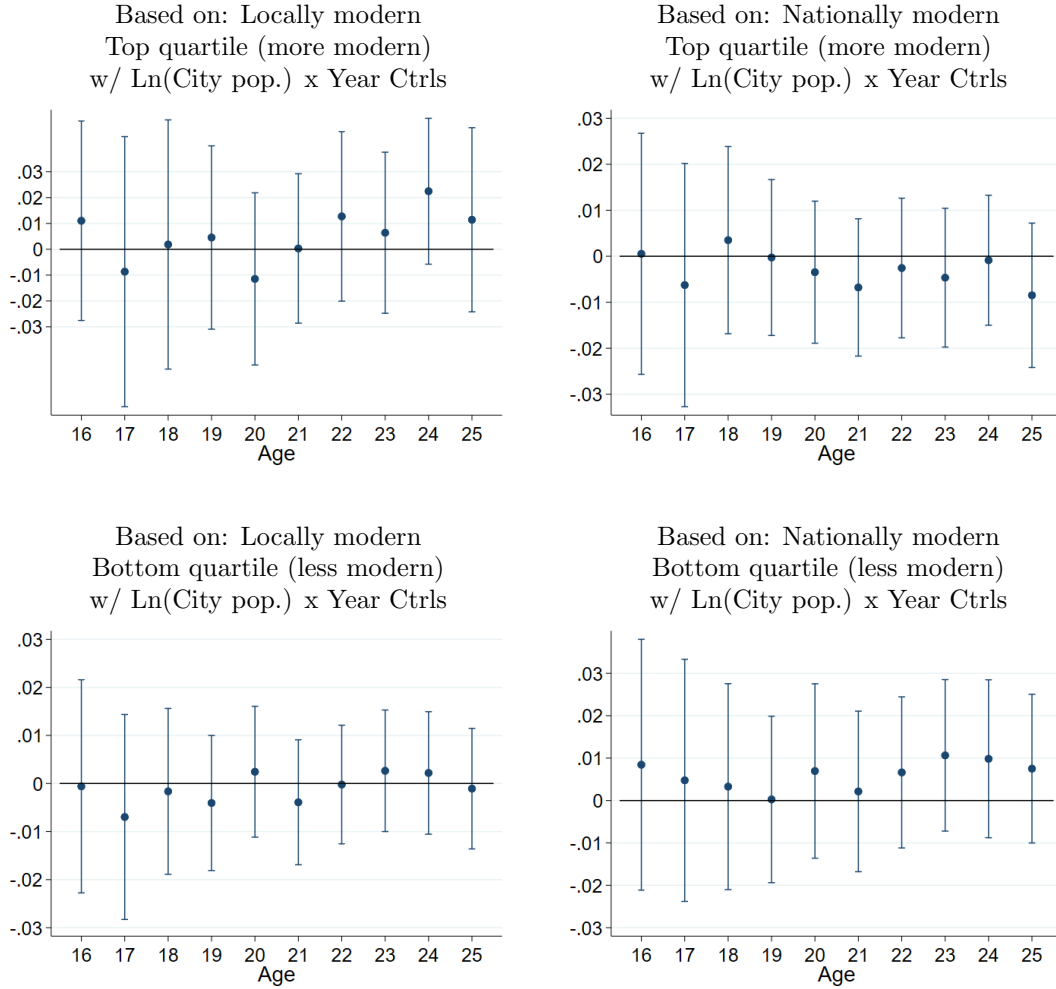 Based on: Locally modern
Top quartile (more modern)
w/ Ln(City pop.) x Year Ctrls
.03
.02
.01
0
-.01
-.02
-.03
16 17 18 19 20 21 22 23 24 25
Age
Based on: Nationally modern
Top quartile (more modern)
w/ Ln(City pop.) x Year Ctrls
.03
.02
.01
0
-.01
-.02
-.03
16 17 18 19 20 21 22 23 24 25
Age
Based on: Locally modern
Bottom quartile (less modern)
w/ Ln(City pop.) x Year Ctrls
.03
.02
.01
0
-.01
-.02
-.03
16 17 18 19 20 21 22 23 24 25
Age
Based on: Nationally modern
Bottom quartile (less modern)
w/ Ln(City pop.) x Year Ctrls
.03
.02
.01
0
-.01
-.02
-.03
16 17 18 19 20 21 22 23 24 25
Age